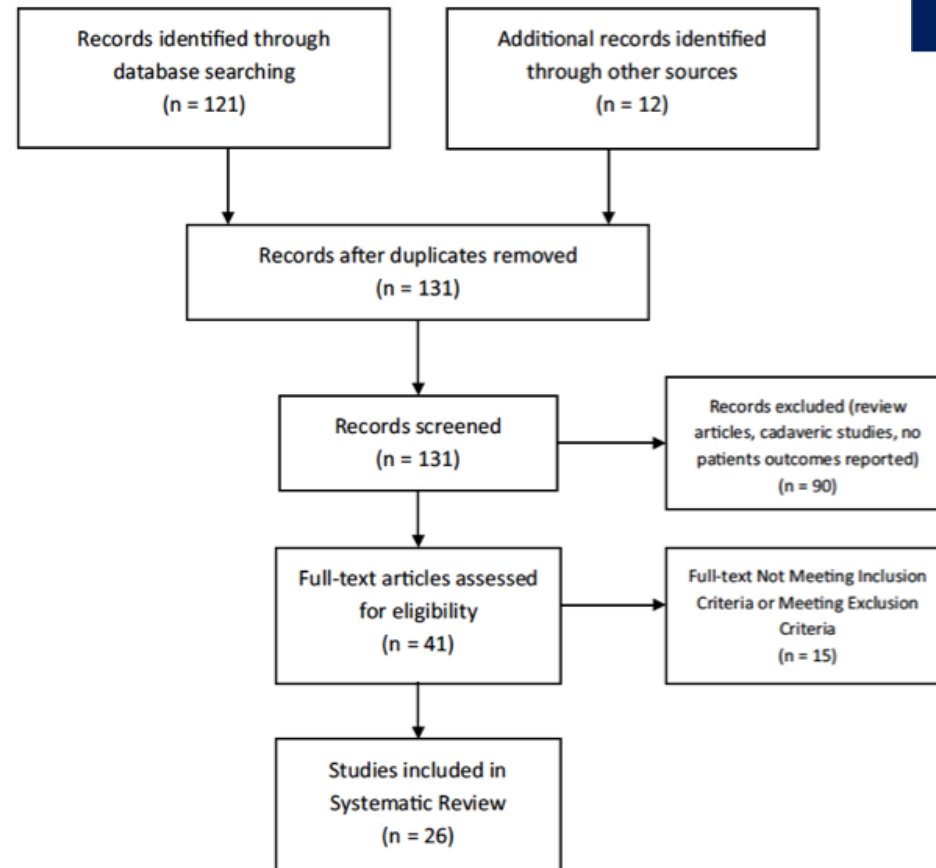 Records identified through
database searching
(n = 121)
Additional records identified
through other sources
(n = 12)
Records after duplicates removed
(n = 131)
Records screened
(n = 131)
Records excluded (review
articles, cadaveric studies, no
patients outcomes reported)
(n = 90)
Full-text articles assessed
for eligibility
(n = 41)
Full-text Not Meeting Inclusion
Criteria or Meeting Exclusion
Criteria
(n = 15)
Studies included in
Systematic Review
(n = 26)